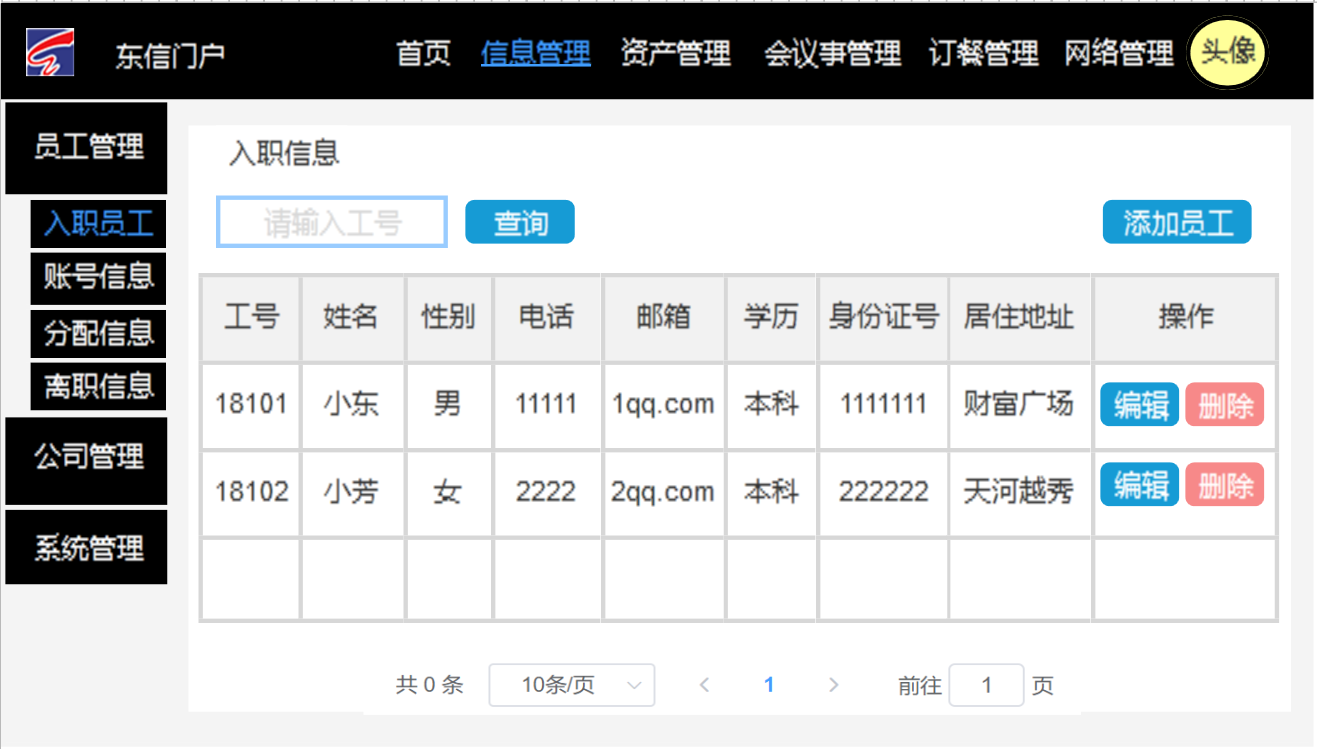 东信门户 首页 信息管理 资产管理 会议事管理 订餐管理 网络管理 头像
员工管理
入职员工
账号信息
分配信息
离职信息
公司管理
系统管理
入职信息
请输入工号 查询 添加员工
工号 姓名 性别 电话 邮箱 学历 身份证号 居住地址 操作
18101 小东 男 11111 1qq.com 本科 1111111 财富广场 编辑 删除
18102 小芳 女 2222 2qq.com 本科 222222 天河越秀 编辑 删除
共 0 条 10条/页 1 前往 1 页